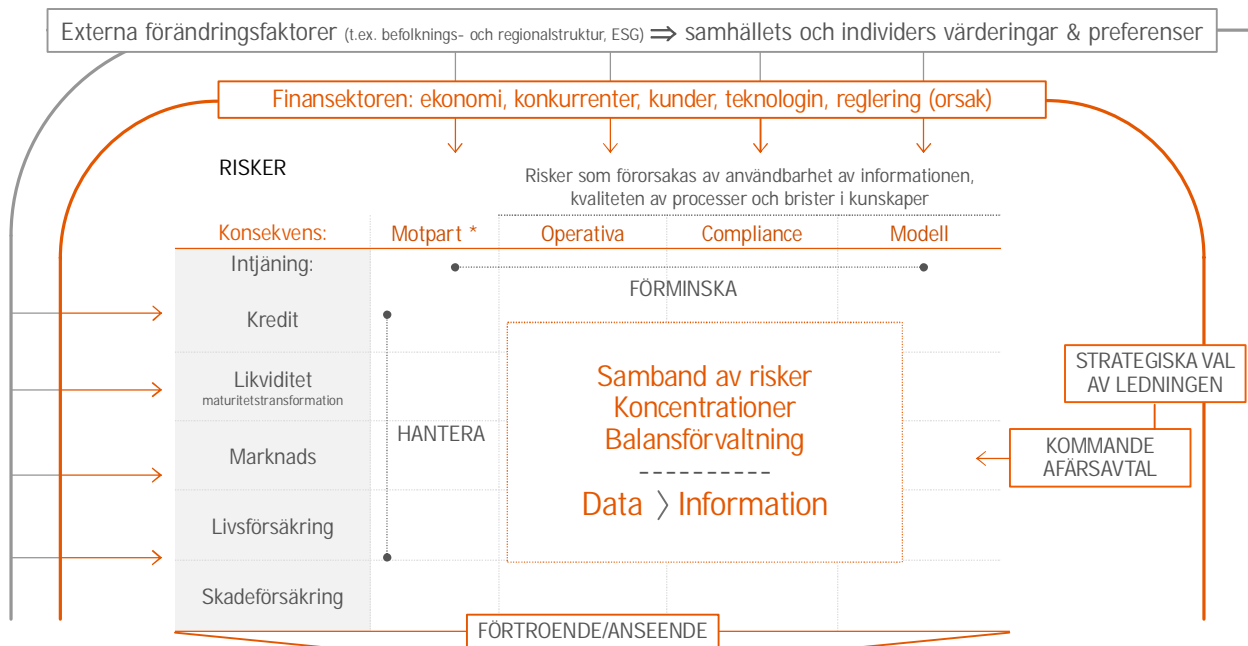 Externa förändringsfaktorer (t.ex. befolknings- och regionalstruktur, ESG) ⇒ samhällets och individers värderingar & preferenser
Finansektoren: ekonomi, konkurrenter, kunder, teknologin, reglering (orsak)
RISKER
Risker som förorsakas av användbarhet av informationen,
kvaliteten av processer och brister i kunskaper
Konsekvens:
Motpart *
Operativa
Compliance
Modell
Intjäning:
FÖRMINSKA
Kredit
Likviditet
maturitetstransformation
Marknads
Livsförsäkring
Skadeförsäkring
HANTERA
Samband av risker
Koncentrationer
Balansförvaltning
----------
Data 〉 Information
STRATEGISKA VAL
AV LEDNINGEN
KOMMANDE
AFÄRSAVTAL
FÖRTROENDE/ANSEENDE